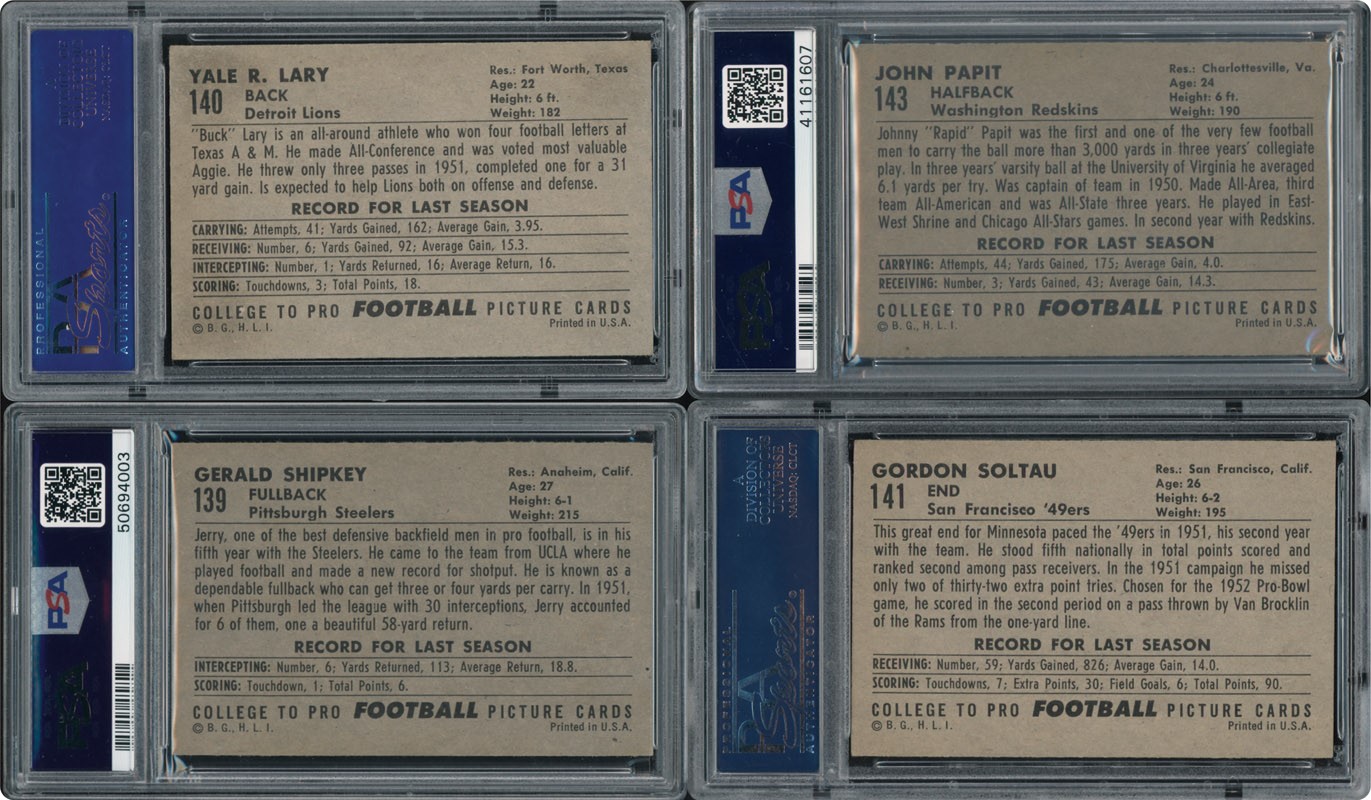 A
DIVISION OF
COLLECTORS
UNIVERSE
NASDAQ: CLCT
PROFESSIONAL
PSA
Sports
AUTHENTICATOR
YALE R. LARY
140
BACK
Detroit Lions
Res.: Fort Worth, Texas
Age: 22
Height: 6 ft.
Weight: 182
"Buck" Lary is an all-around athlete who won four football letters at
Texas A & M. He made All-Conference and was voted most valuable
Aggie. He threw only three passes in 1951, completed one for a 31
yard gain. Is expected to help Lions both on offense and defense.
RECORD FOR LAST SEASON
CARRYING: Attempts, 41; Yards Gained, 162; Average Gain, 3.95.
RECEIVING: Number, 6; Yards Gained, 92; Average Gain, 15.3.
INTERCEPTING: Number, 1; Yards Returned, 16; Average Return, 16.
SCORING: Touchdowns, 3; Total Points, 18.
COLLEGE TO PRO FOOTBALL PICTURE CARDS
© B. G., H. L. I. Printed in U.S.A.
41161607
PSA
PSA
JOHN PAPIT
143
HALFBACK
Washington Redskins
Res.: Charlottesville, Va.
Age: 24
Height: 6 ft.
Weight: 190
Johnny "Rapid" Papit was the first and one of the very few football
men to carry the ball more than 3,000 yards in three years' collegiate
play. In three years' varsity ball at the University of Virginia he averaged
6.1 yards per try. Was captain of team in 1950. Made All-Area, third
team All-American and was All-State three years. He played in East-
West Shrine and Chicago All-Stars games. In second year with Redskins.
RECORD FOR LAST SEASON
CARRYING: Attempts, 44; Yards Gained, 175; Average Gain, 4.0.
RECEIVING: Number, 3; Yards Gained, 43; Average Gain, 14.3.
COLLEGE TO PRO FOOTBALL PICTURE CARDS
© B. G., H. L. I. Printed in U.S.A.
50694003
PSA
PSA
GERALD SHIPKEY
139
FULLBACK
Pittsburgh Steelers
Res.: Anaheim, Calif.
Age: 27
Height: 6-1
Weight: 215
Jerry, one of the best defensive backfield men in pro football, is in his
fifth year with the Steelers. He came to the team from UCLA where he
played football and made a new record for shotput. He is known as a
dependable fullback who can get three or four yards per carry. In 1951,
when Pittsburgh led the league with 30 interceptions, Jerry accounted
for 6 of them, one a beautiful 58-yard return.
RECORD FOR LAST SEASON
INTERCEPTING: Number, 6; Yards Returned, 113; Average Return, 18.8.
SCORING: Touchdown, 1; Total Points, 6.
COLLEGE TO PRO FOOTBALL PICTURE CARDS
© B. G., H. L. I. Printed in U.S.A.
A
DIVISION OF
COLLECTORS
UNIVERSE
NASDAQ: CLCT
PROFESSIONAL
PSA
Sports
AUTHENTICATOR
GORDON SOLTAU
141
END
San Francisco '49ers
Res.: San Francisco, Calif.
Age: 26
Height: 6-2
Weight: 195
This great end for Minnesota paced the '49ers in 1951, his second year
with the team. He stood fifth nationally in total points scored and
ranked second among pass receivers. In the 1951 campaign he missed
only two of thirty-two extra point tries. Chosen for the 1952 Pro-Bowl
game, he scored in the second period on a pass thrown by Van Brocklin
of the Rams from the one-yard line.
RECORD FOR LAST SEASON
RECEIVING: Number, 59; Yards Gained, 826; Average Gain, 14.0.
SCORING: Touchdowns, 7; Extra Points, 30; Field Goals, 6; Total Points, 90.
COLLEGE TO PRO FOOTBALL PICTURE CARDS
© B. G., H. L. I. Printed in U.S.A.